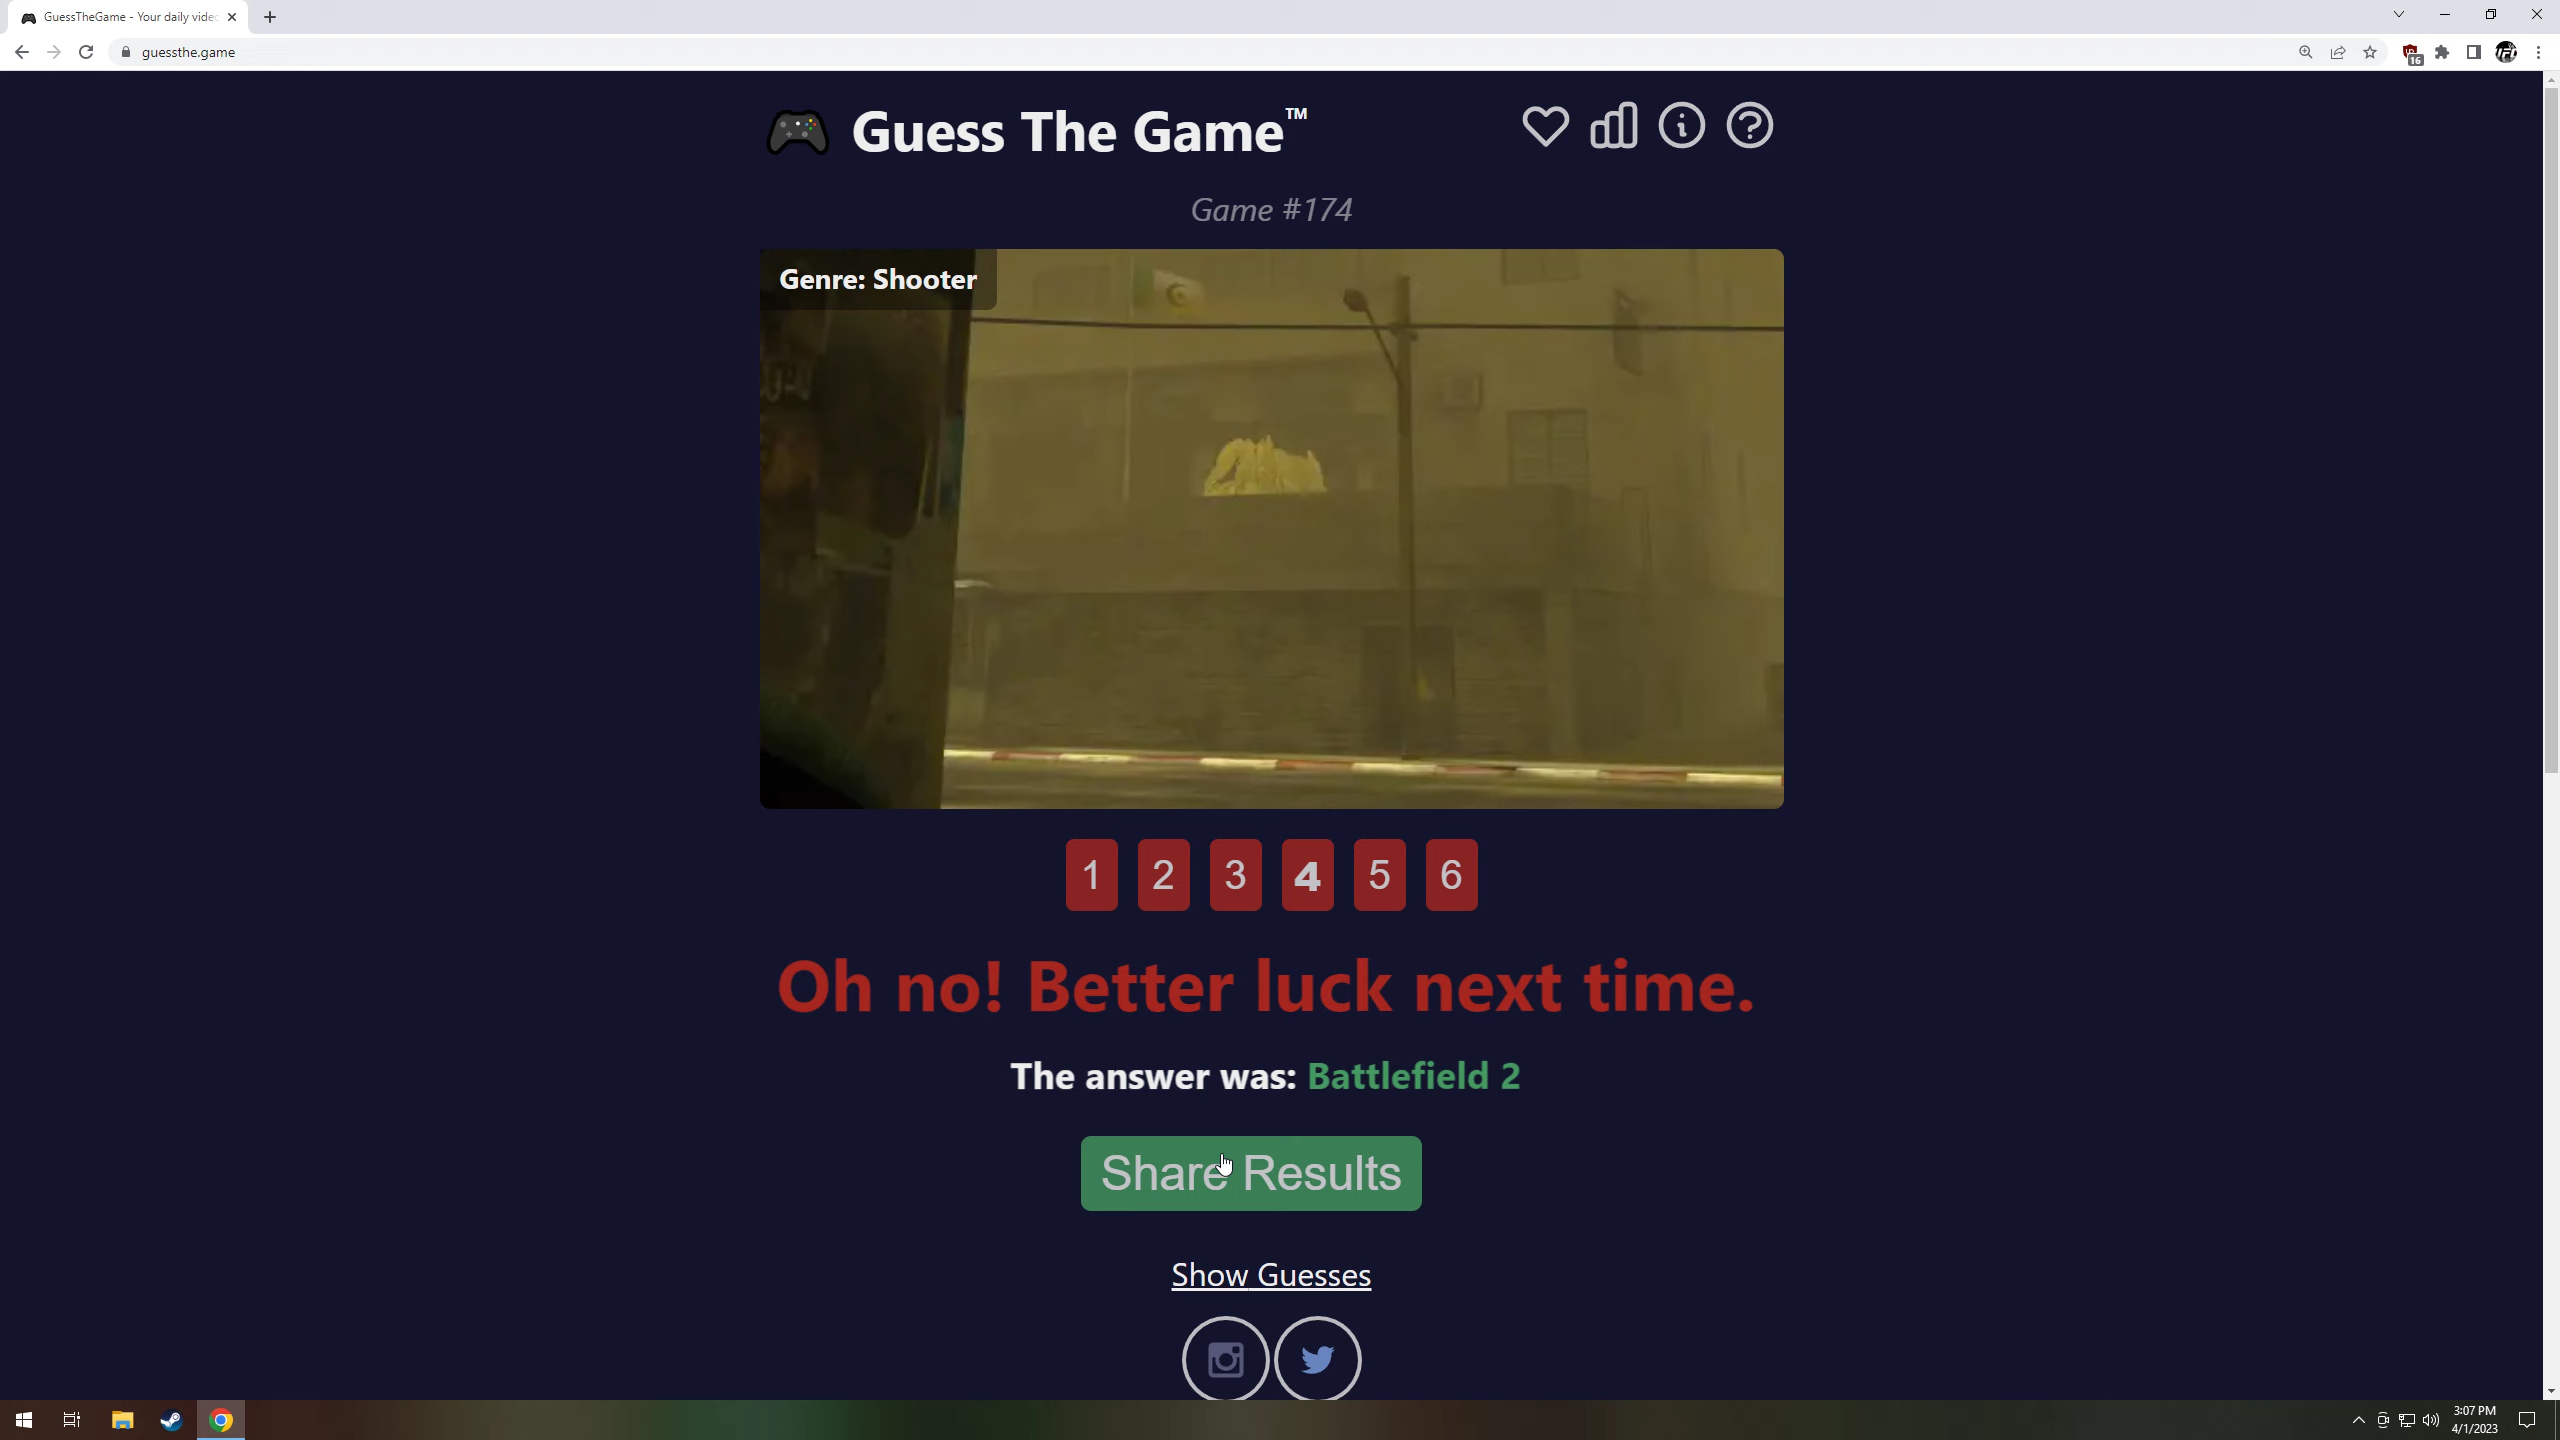 GuessTheGame - Your daily video
guessthe.game
16
Guess The Game™
Game #174
Genre: Shooter
1 2 3 4 5 6
Oh no! Better luck next time.
The answer was: Battlefield 2
Share Results
Show Guesses
3:07 PM
4/1/2023